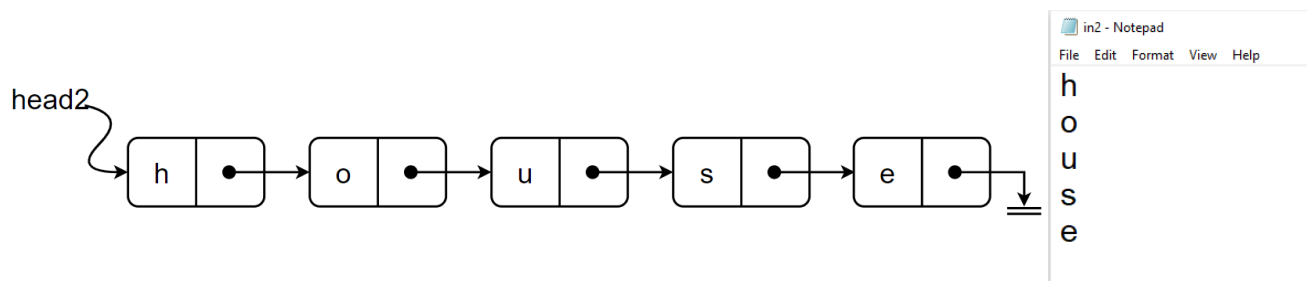 head2
h o u s e
in2 - Notepad
File Edit Format View Help
h
o
u
s
e